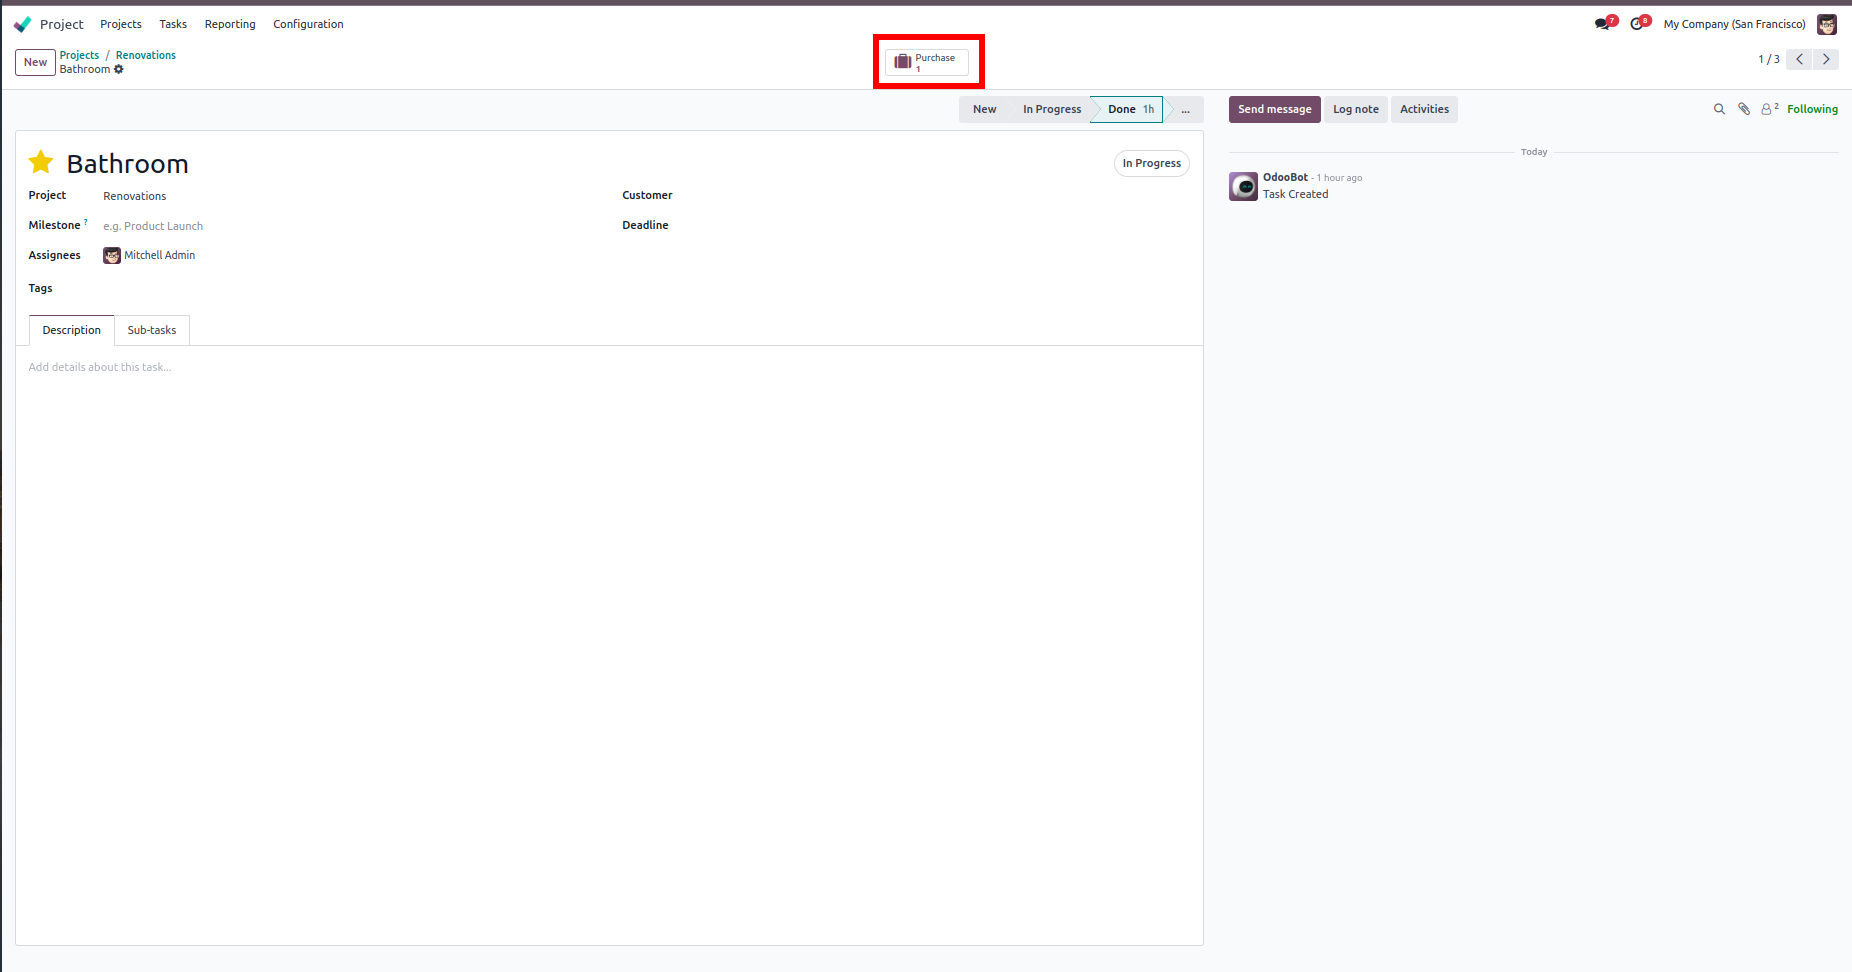 Project Projects Tasks Reporting Configuration 7 8 My Company (San Francisco)
New Projects / Renovations
Bathroom
Purchase
1
1 / 3
New In Progress Done 1h ...
Send message Log note Activities 2 Following
Bathroom In Progress
Project Renovations Customer
Milestone ? e.g. Product Launch Deadline
Assignees Mitchell Admin
Tags
Description Sub-tasks
Add details about this task...
Today
OdooBot - 1 hour ago
Task Created